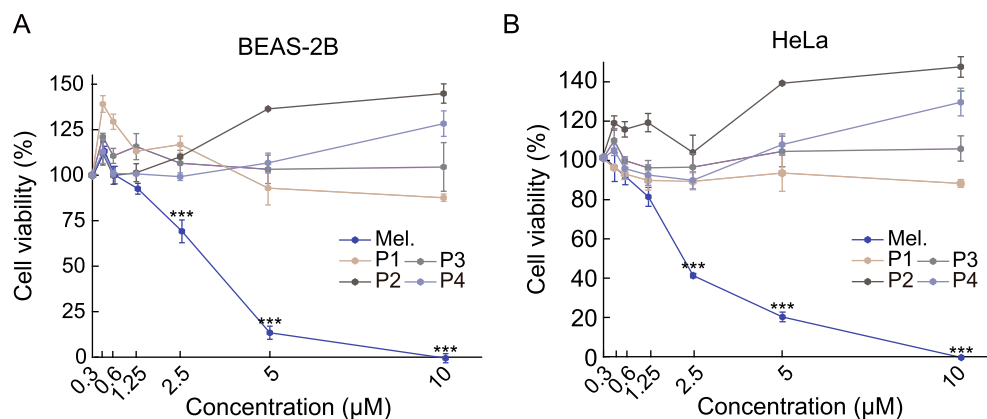 A
BEAS-2B
Cell viability (%)
150
125
100
75
50
25
0
***
***
***
Mel.
P1 P3
P2 P4
0.3 0.6 1.25 2.5 5 10
Concentration (μM)
B
HeLa
Cell viability (%)
140
120
100
80
60
40
20
0
***
***
***
Mel.
P1 P3
P2 P4
0.3 0.6 1.25 2.5 5 10
Concentration (μM)